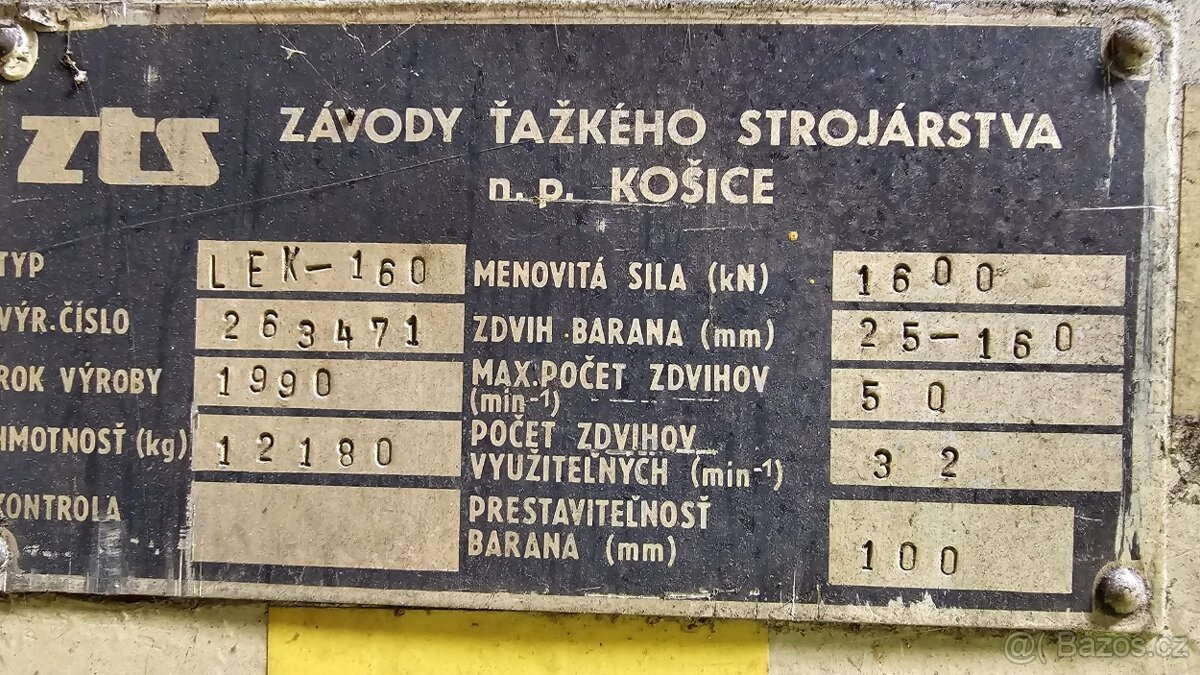 zts ZÁVODY ŤAŽKÉHO STROJÁRSTVA
n. p. KOŠICE
TYP LEK-160 MENOVITÁ SILA (kN) 1600
VÝR. ČÍSLO 263471 ZDVIH BARANA (mm) 25-160
ROK VÝROBY 1990 MAX. POČET ZDVIHOV
(min-1) 50
HMOTNOSŤ (kg) 12180 POČET ZDVIHOV
VYUŽITEĽNÝCH (min-1) 32
KONTROLA PRESTAVITEĽNOSŤ
BARANA (mm) 100
@( Bazos.cz